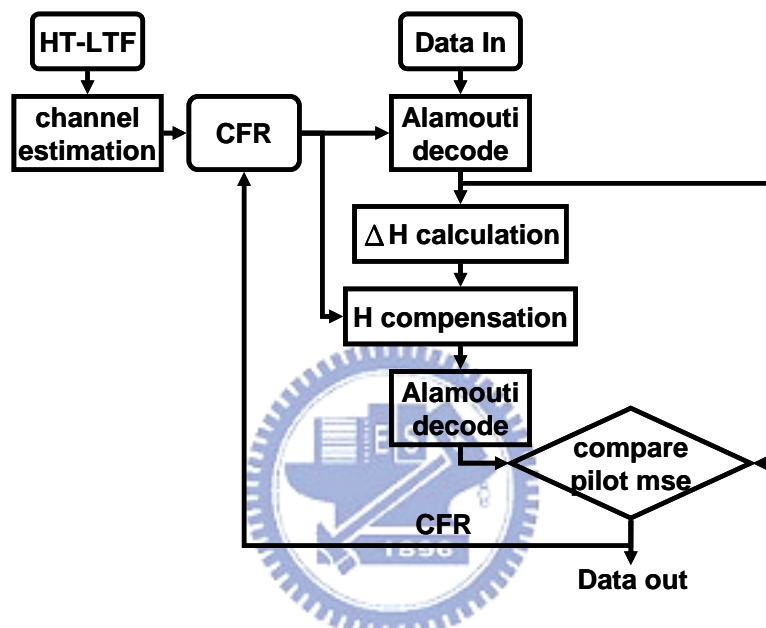 HT-LTF
Data In
channel
estimation
CFR
Alamouti
decode
Δ H calculation
H compensation
Alamouti
decode
compare
pilot mse
CFR
Data out
E S
1896